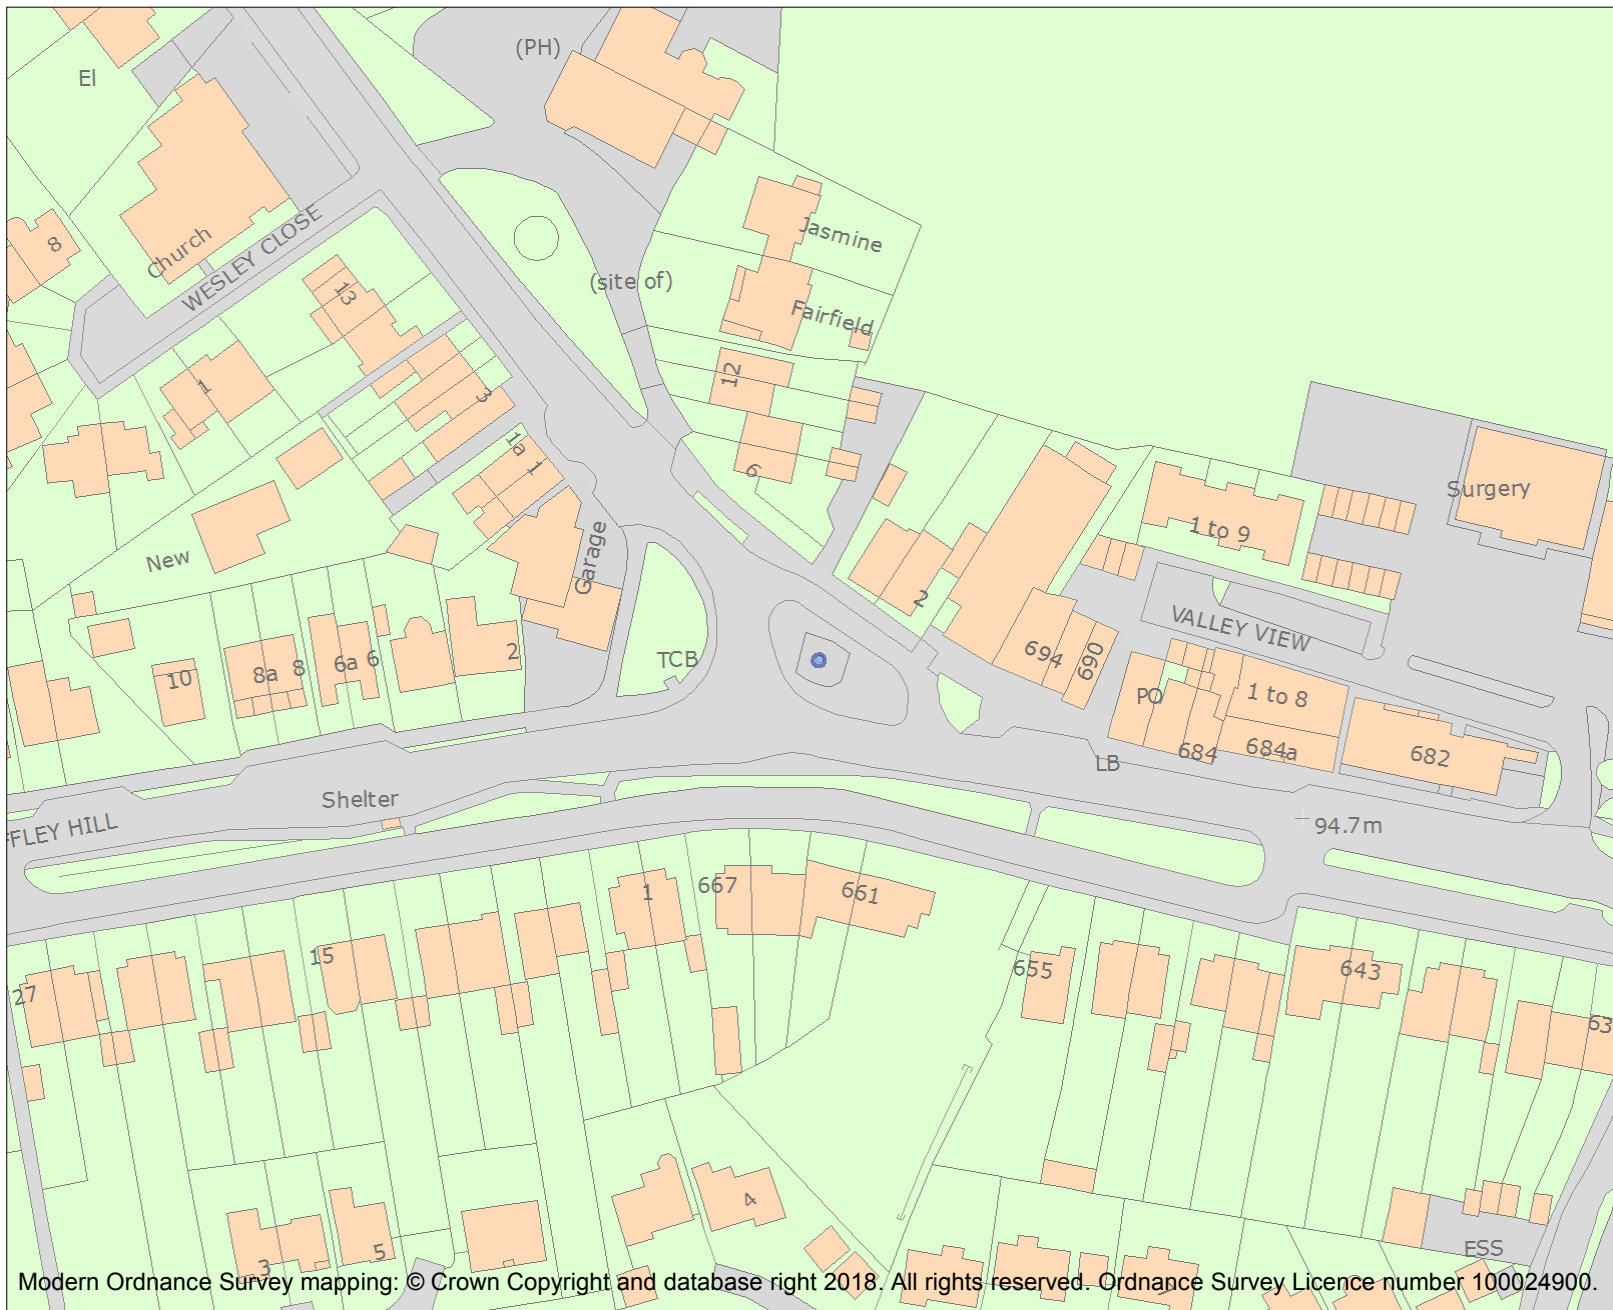 (PH)
El
Church
WESLEY CLOSE
8
13
Jasmine
(site of)
Fairfield
12
1
3
6
1a 1
Surgery
1 to 9
New
Garage
2
VALLEY VIEW
694
690
TCB
2
6a 6
8a 8
10
PO
1 to 8
684
684a
682
LB
Shelter
FFLEY HILL
94.7m
1
667
661
15
27
655
643
63
4
3
5
ESS
Modern Ordnance Survey mapping: © Crown Copyright and database right 2018. All rights reserved. Ordnance Survey Licence number 100024900.